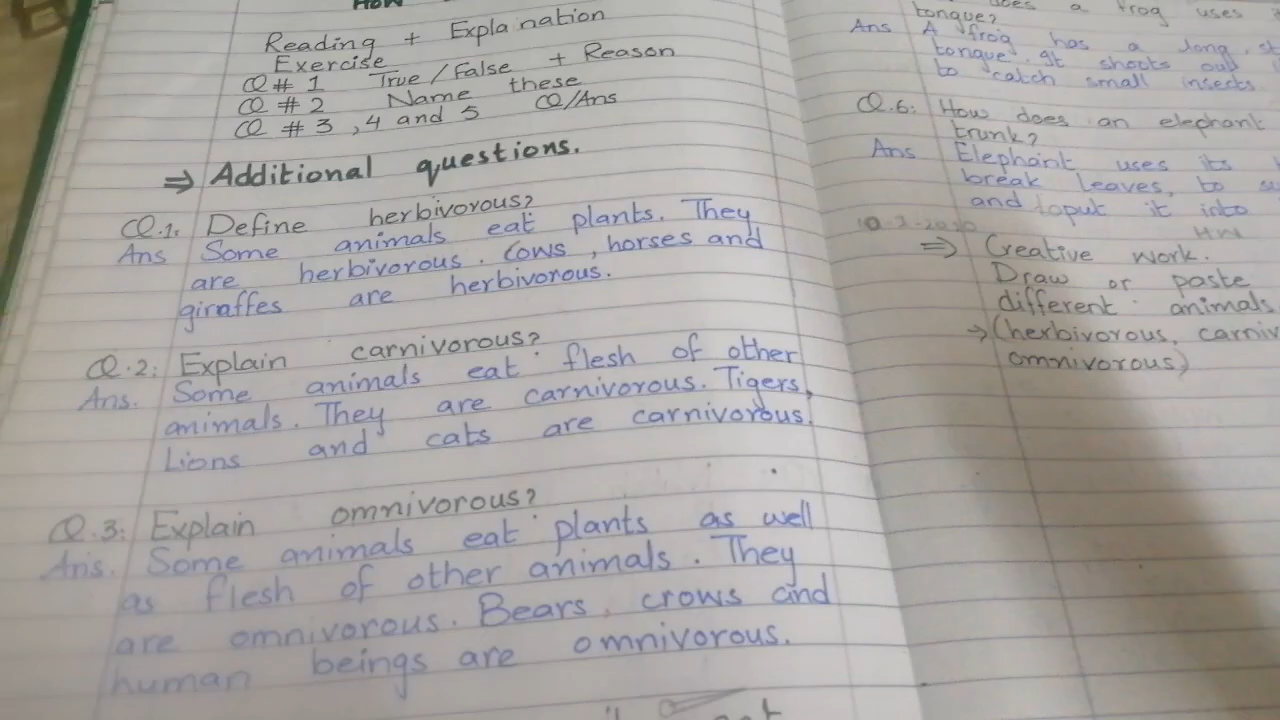 How
Reading + Explaination
Exercise
Q # 1 True/False + Reason
Q # 2 Name these
Q # 3, 4 and 5 Q/Ans
⇒ Additional questions.
Q.1: Define herbivorous?
Ans Some animals eat plants. They
are herbivorous. Cows, horses and
giraffes are herbivorous.
Q.2: Explain carnivorous?
Ans. Some animals eat flesh of other
animals. They are carnivorous. Tigers,
Lions and cats are carnivorous.
Q.3: Explain omnivorous?
Ans. Some animals eat plants as well
as flesh of other animals. They
are omnivorous. Bears, crows and
human beings are omnivorous.
does a frog uses
tongue?
Ans A frog has a long
tongue. It shoots out
to catch small insects
Q.6: How does an elephant
trunk?
Ans Elephant uses its
break leaves, to
and to put it into
HW
⇒ Creative work.
Draw or paste
different animals
→ (herbivorous, carniv
omnivorous)